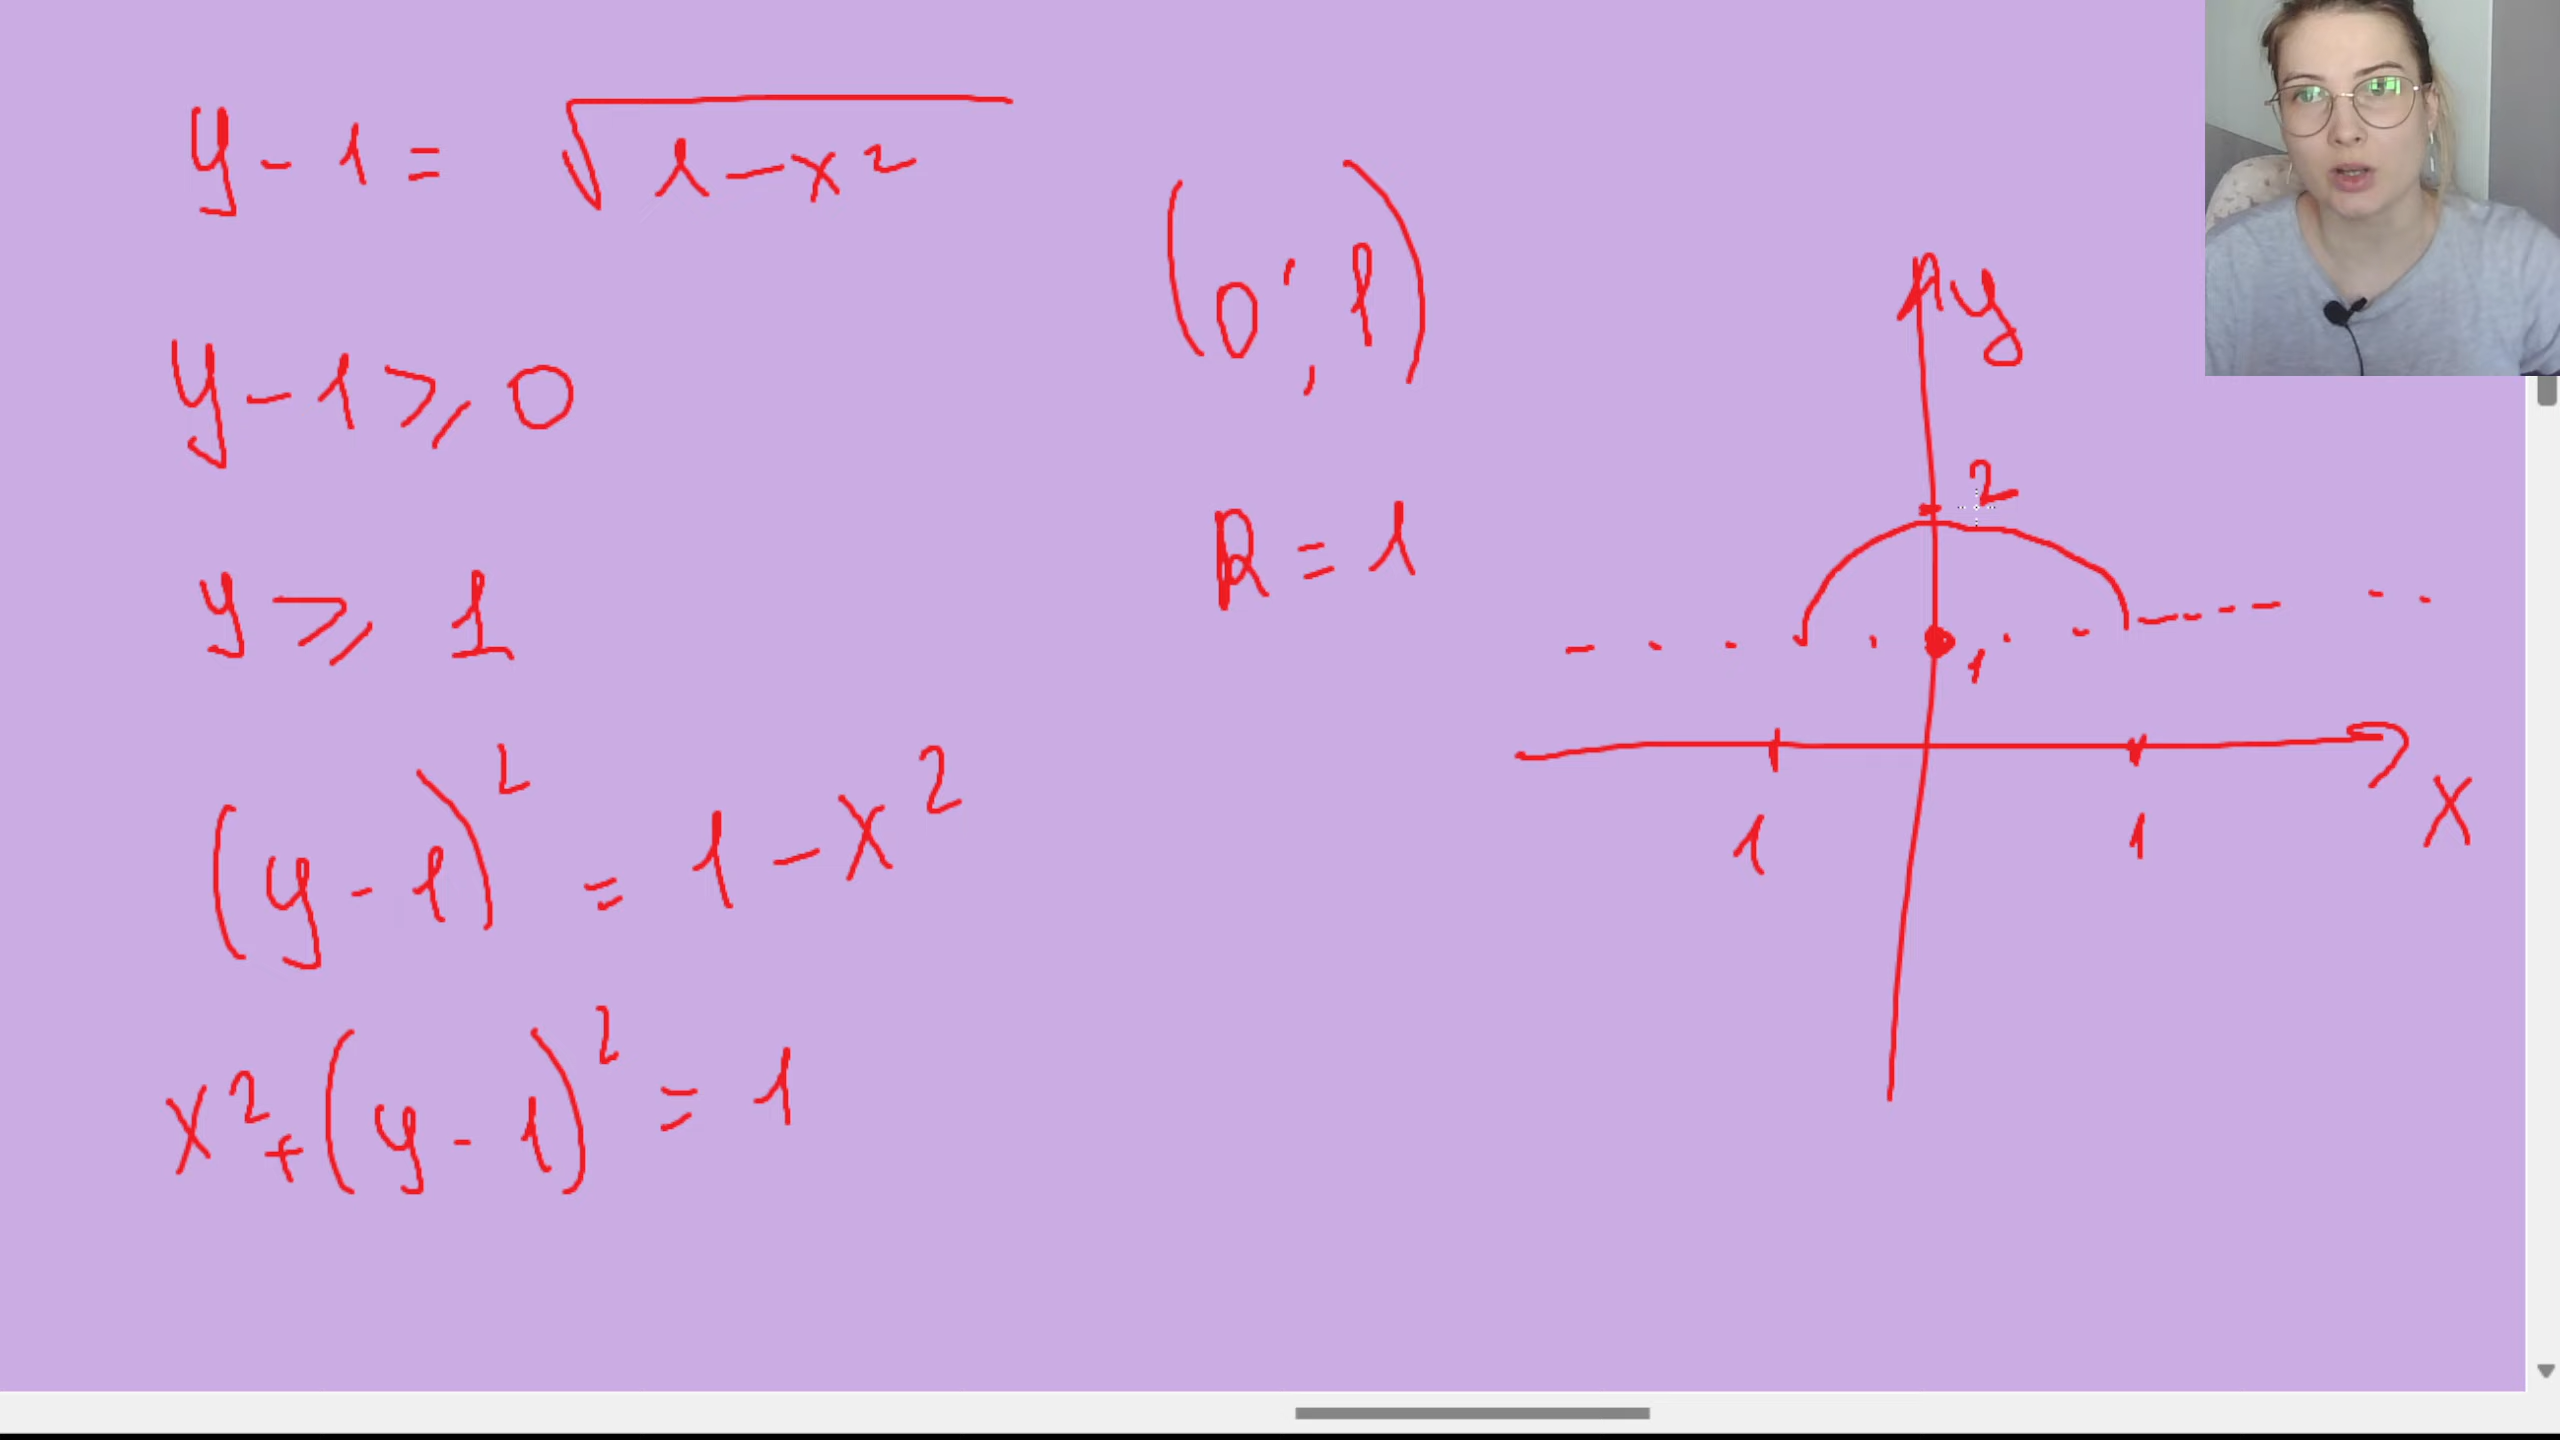 y - 1 = √(1 - x²)
y - 1 ⩾ 0
y ⩾ 1
(y - 1)² = 1 - x²
x² + (y - 1)² = 1
(0 ; 1)
R = 1
y
2
1
1
1
x